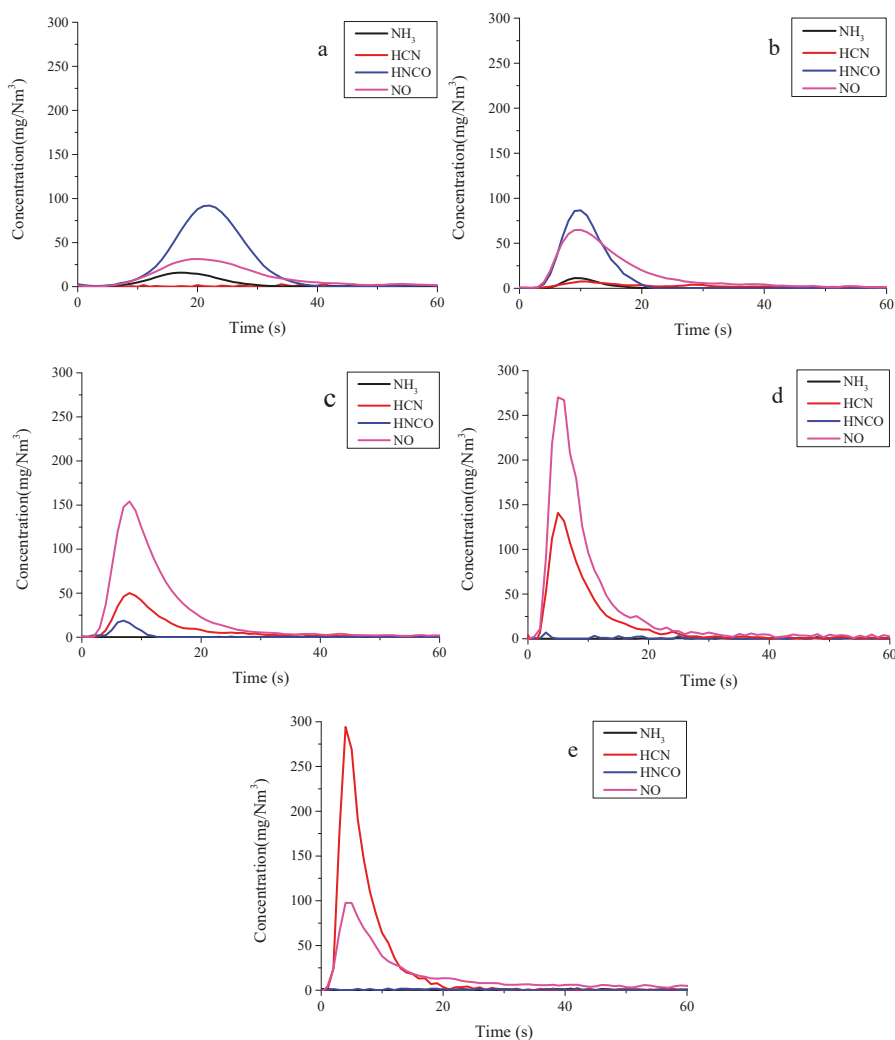 a
NH₃
HCN
HNCO
NO
Concentration(mg/Nm³)
300
250
200
150
100
50
0
0 20 40 60
Time (s)
b
NH₃
HCN
HNCO
NO
Concentration(mg/Nm³)
300
250
200
150
100
50
0
0 20 40 60
Time (s)
c
NH₃
HCN
HNCO
NO
Concentration(mg/Nm³)
300
250
200
150
100
50
0
0 20 40 60
Time (s)
d
NH₃
HCN
HNCO
NO
Concentration(mg/Nm³)
300
250
200
150
100
50
0
0 20 40 60
Time (s)
e
NH₃
HCN
HNCO
NO
Concentration(mg/Nm³)
300
250
200
150
100
50
0
0 20 40 60
Time (s)